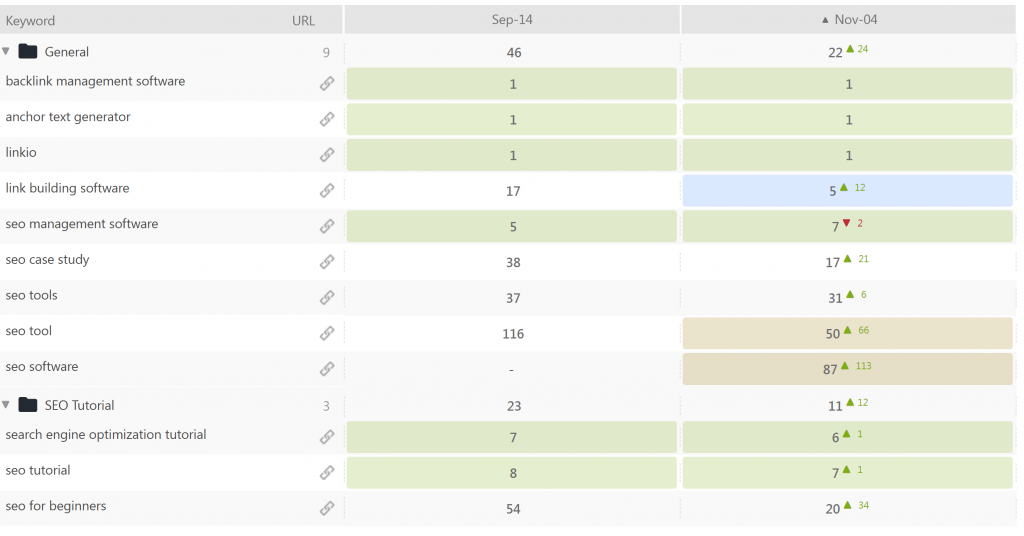 Keyword URL Sep-14 ▲ Nov-04
General 9 46 22 ▲ 24
backlink management software 1 1
anchor text generator 1 1
linkio 1 1
link building software 17 5 ▲ 12
seo management software 5 7 ▼ 2
seo case study 38 17 ▲ 21
seo tools 37 31 ▲ 6
seo tool 116 50 ▲ 66
seo software - 87 ▲ 113
SEO Tutorial 3 23 11 ▲ 12
search engine optimization tutorial 7 6 ▲ 1
seo tutorial 8 7 ▲ 1
seo for beginners 54 20 ▲ 34